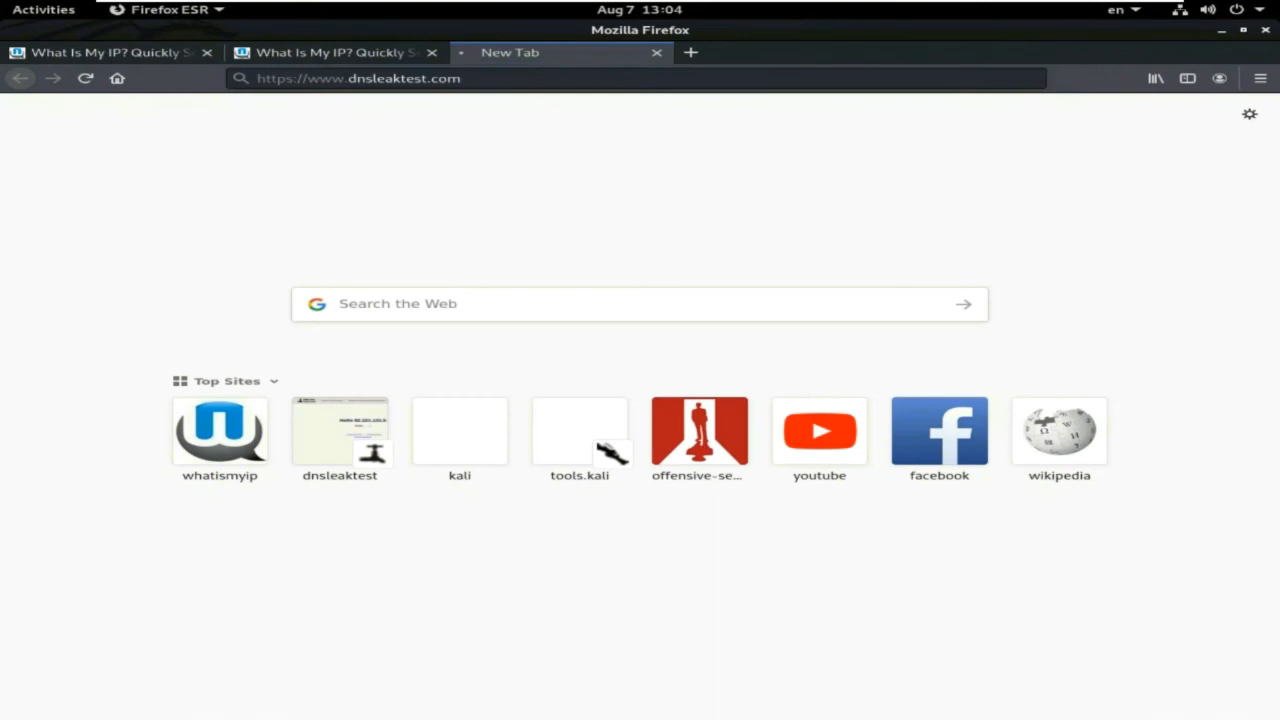 Activities Firefox ESR Aug 7 13:04 en
Mozilla Firefox
What Is My IP? Quickly S What Is My IP? Quickly S New Tab
https://www.dnsleaktest.com
Search the Web
Top Sites
whatismyip dnsleaktest kali tools.kali offensive-se... youtube facebook wikipedia